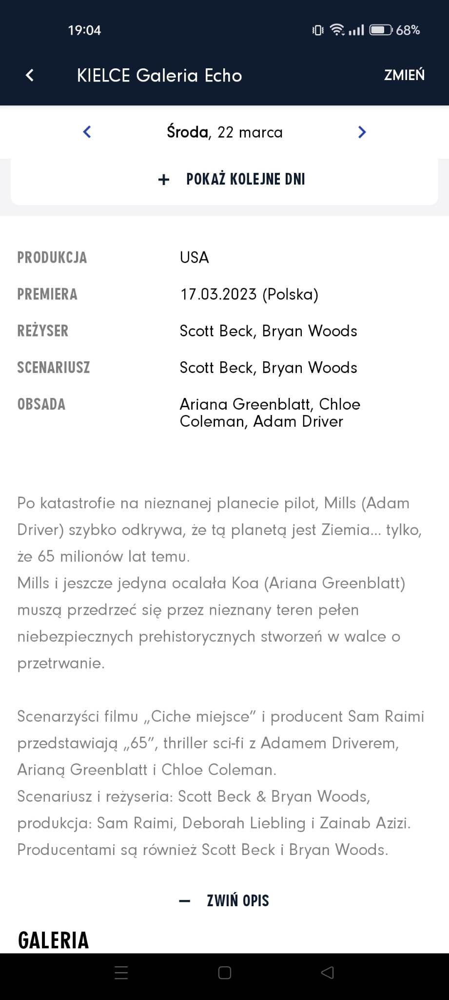 19:04
68%
KIELCE Galeria Echo
ZMIEŃ
Środa, 22 marca
+ POKAŻ KOLEJNE DNI
PRODUKCJA
USA
PREMIERA
17.03.2023 (Polska)
REŻYSER
Scott Beck, Bryan Woods
SCENARIUSZ
Scott Beck, Bryan Woods
OBSADA
Ariana Greenblatt, Chloe
Coleman, Adam Driver
Po katastrofie na nieznanej planecie pilot, Mills (Adam
Driver) szybko odkrywa, że tą planetą jest Ziemia... tylko,
że 65 milionów lat temu.
Mills i jeszcze jedyna ocalała Koa (Ariana Greenblatt)
muszą przedrzeć się przez nieznany teren pełen
niebezpiecznych prehistorycznych stworzeń w walce o
przetrwanie.
Scenarzyści filmu „Ciche miejsce” i producent Sam Raimi
przedstawiają „65”, thriller sci-fi z Adamem Driverem,
Arianą Greenblatt i Chloe Coleman.
Scenariusz i reżyseria: Scott Beck & Bryan Woods,
produkcja: Sam Raimi, Deborah Liebling i Zainab Azizi.
Producentami są również Scott Beck i Bryan Woods.
− ZWIŃ OPIS
GALERIA